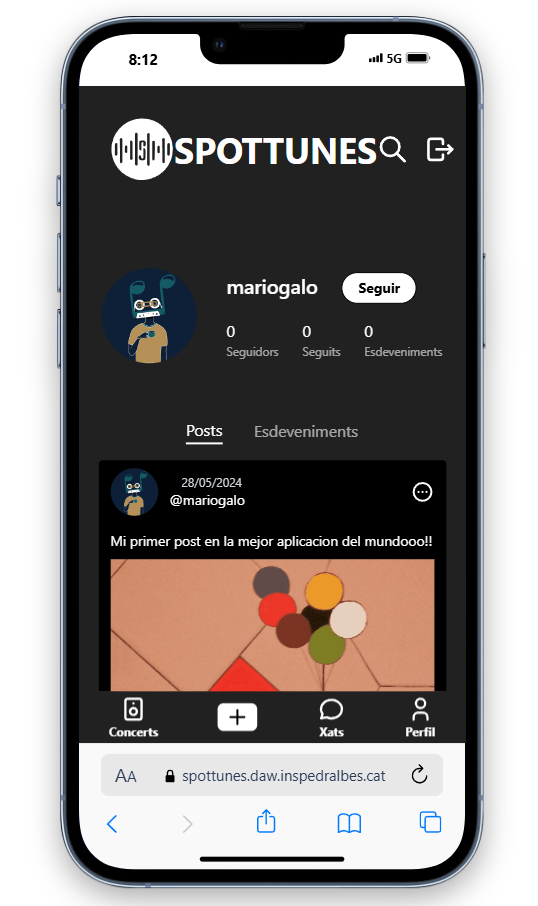 8:12
5G
SPOTTUNES
mariogalo
Seguir
0
0
0
Seguidors
Seguits
Esdeveniments
Posts
Esdeveniments
28/05/2024
@mariogalo
Mi primer post en la mejor aplicacion del mundooo!!
Concerts
Xats
Perfil
AA
spottunes.daw.inspedralbes.cat